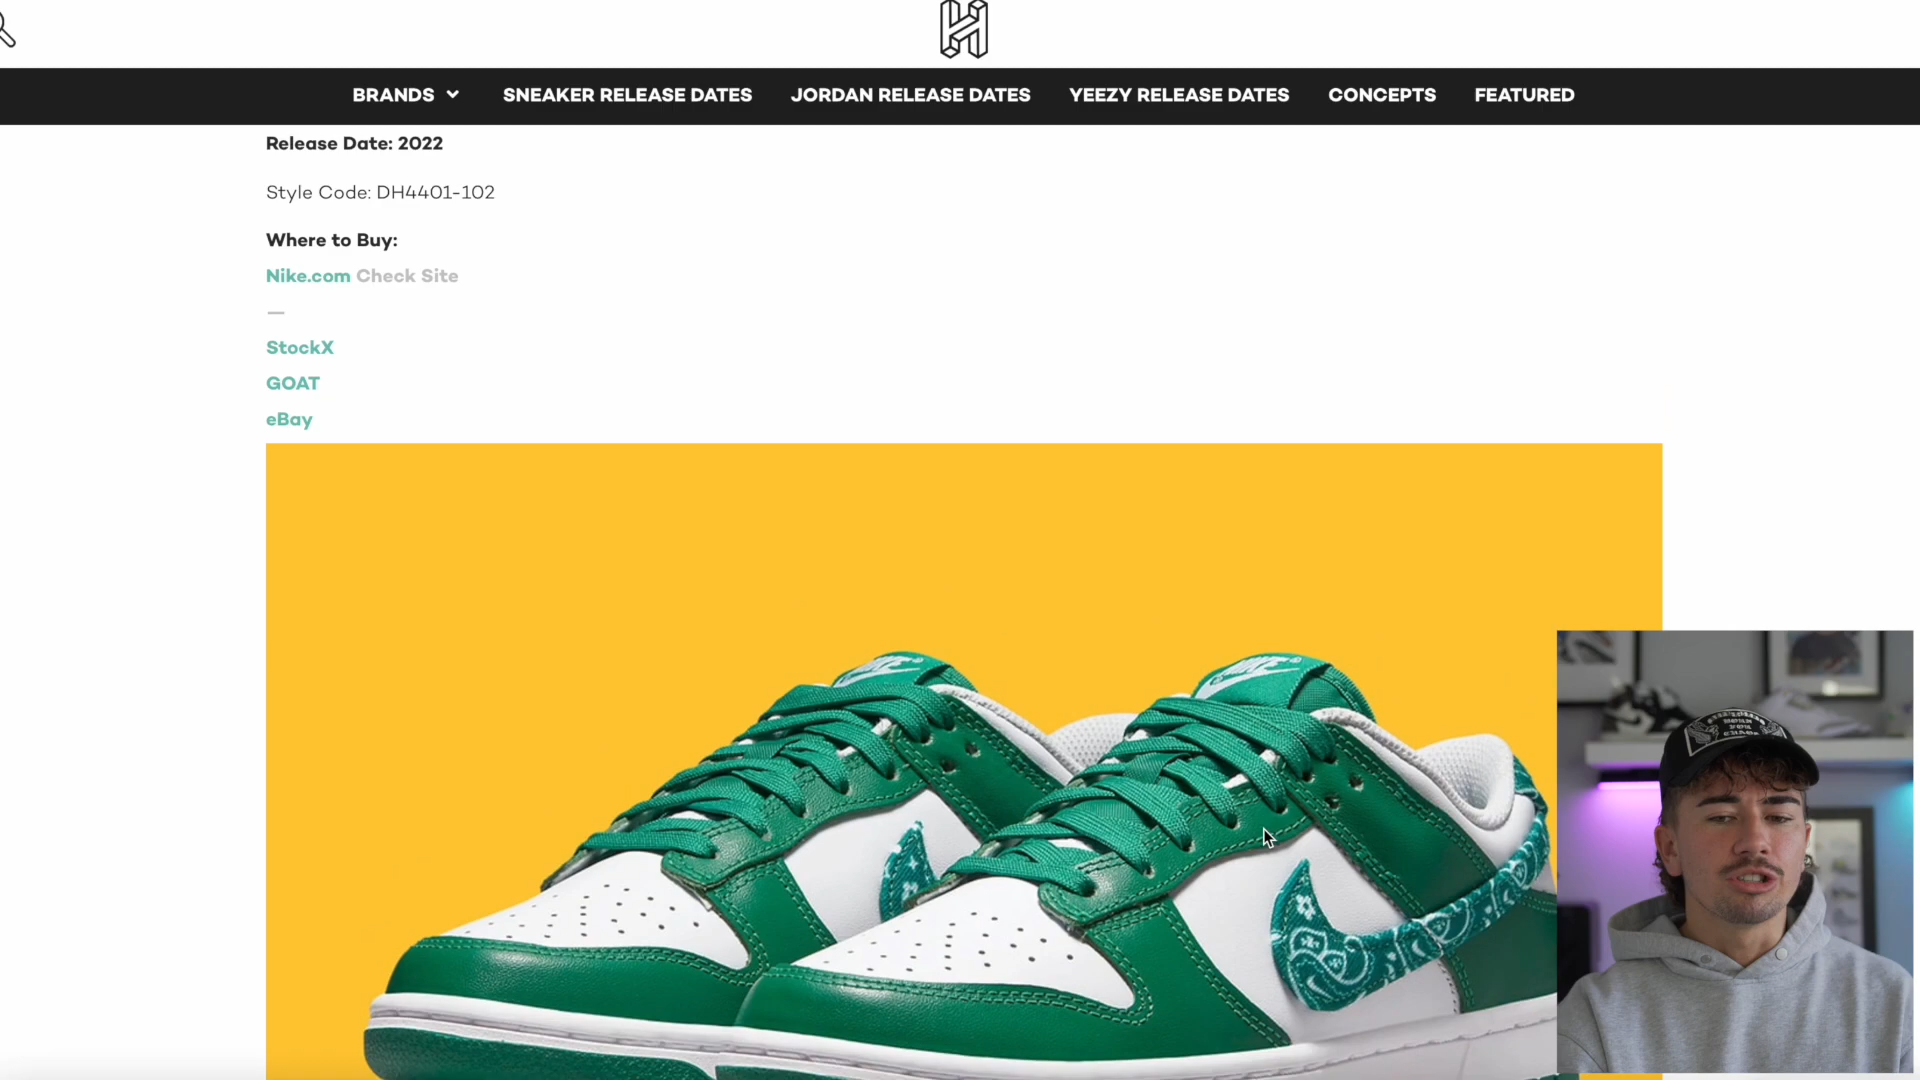 BRANDS SNEAKER RELEASE DATES JORDAN RELEASE DATES YEEZY RELEASE DATES CONCEPTS FEATURED
Release Date: 2022
Style Code: DH4401-102
Where to Buy:
Nike.com Check Site
—
StockX
GOAT
eBay